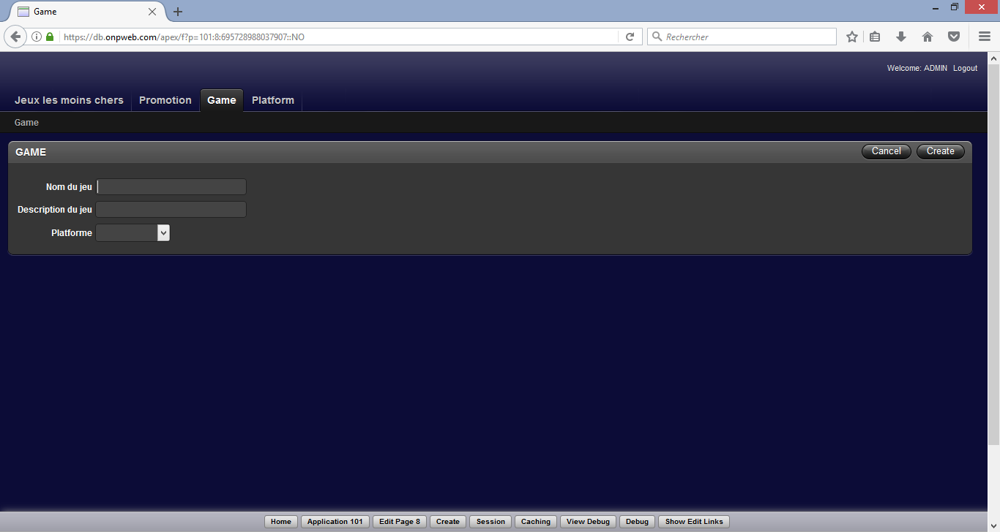 Game
https://db.onpweb.com/apex/f?p=101:8:695728988037907::NO
Rechercher
Welcome: ADMIN Logout
Jeux les moins chers Promotion Game Platform
Game
GAME
Cancel Create
Nom du jeu
Description du jeu
Platforme
Home Application 101 Edit Page 8 Create Session Caching View Debug Debug Show Edit Links